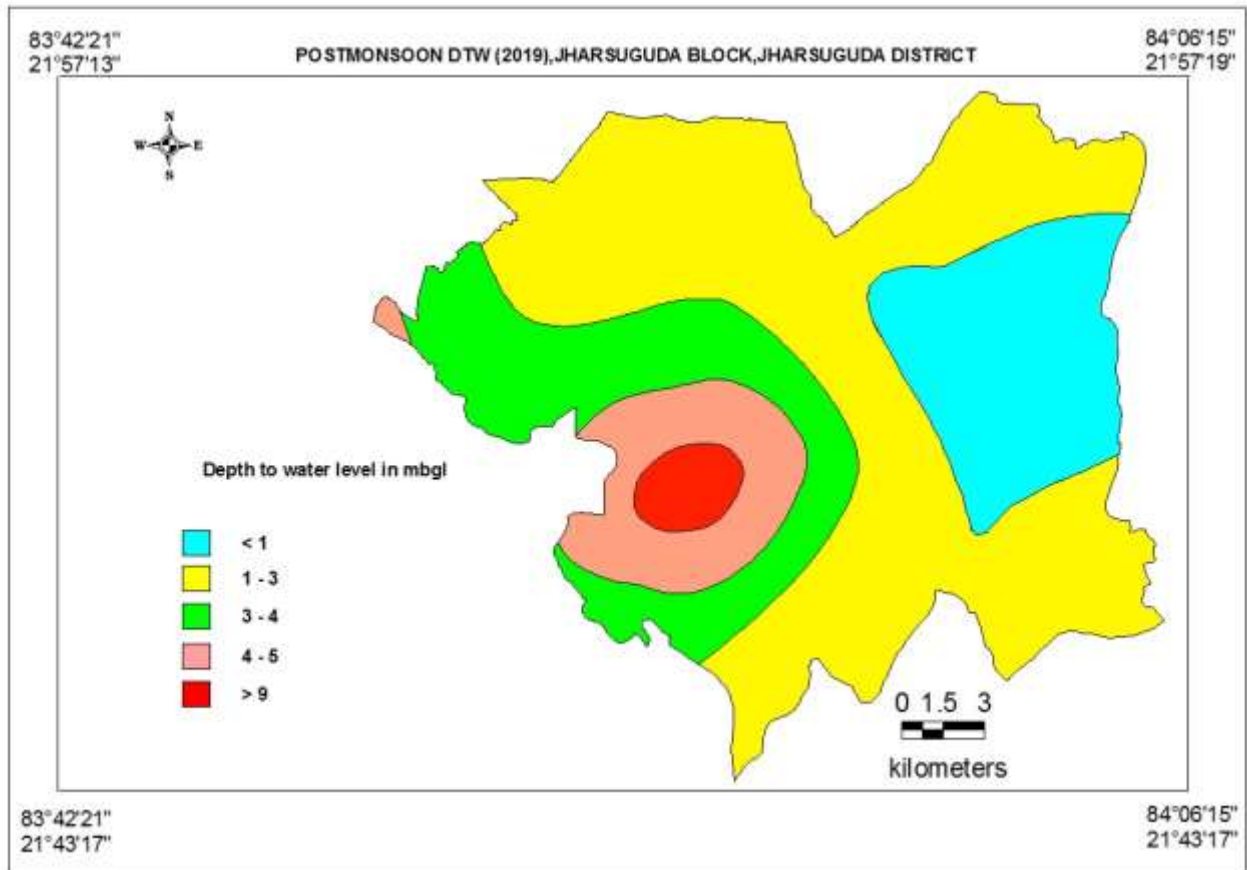 83°42'21"
21°57'13"
POSTMONSOON DTW (2019),JHARSUGUDA BLOCK,JHARSUGUDA DISTRICT
84°06'15"
21°57'19"
N
W E
S
Depth to water level in mbgl
< 1
1 - 3
3 - 4
4 - 5
> 9
0 1.5 3
kilometers
83°42'21"
21°43'17"
84°06'15"
21°43'17"